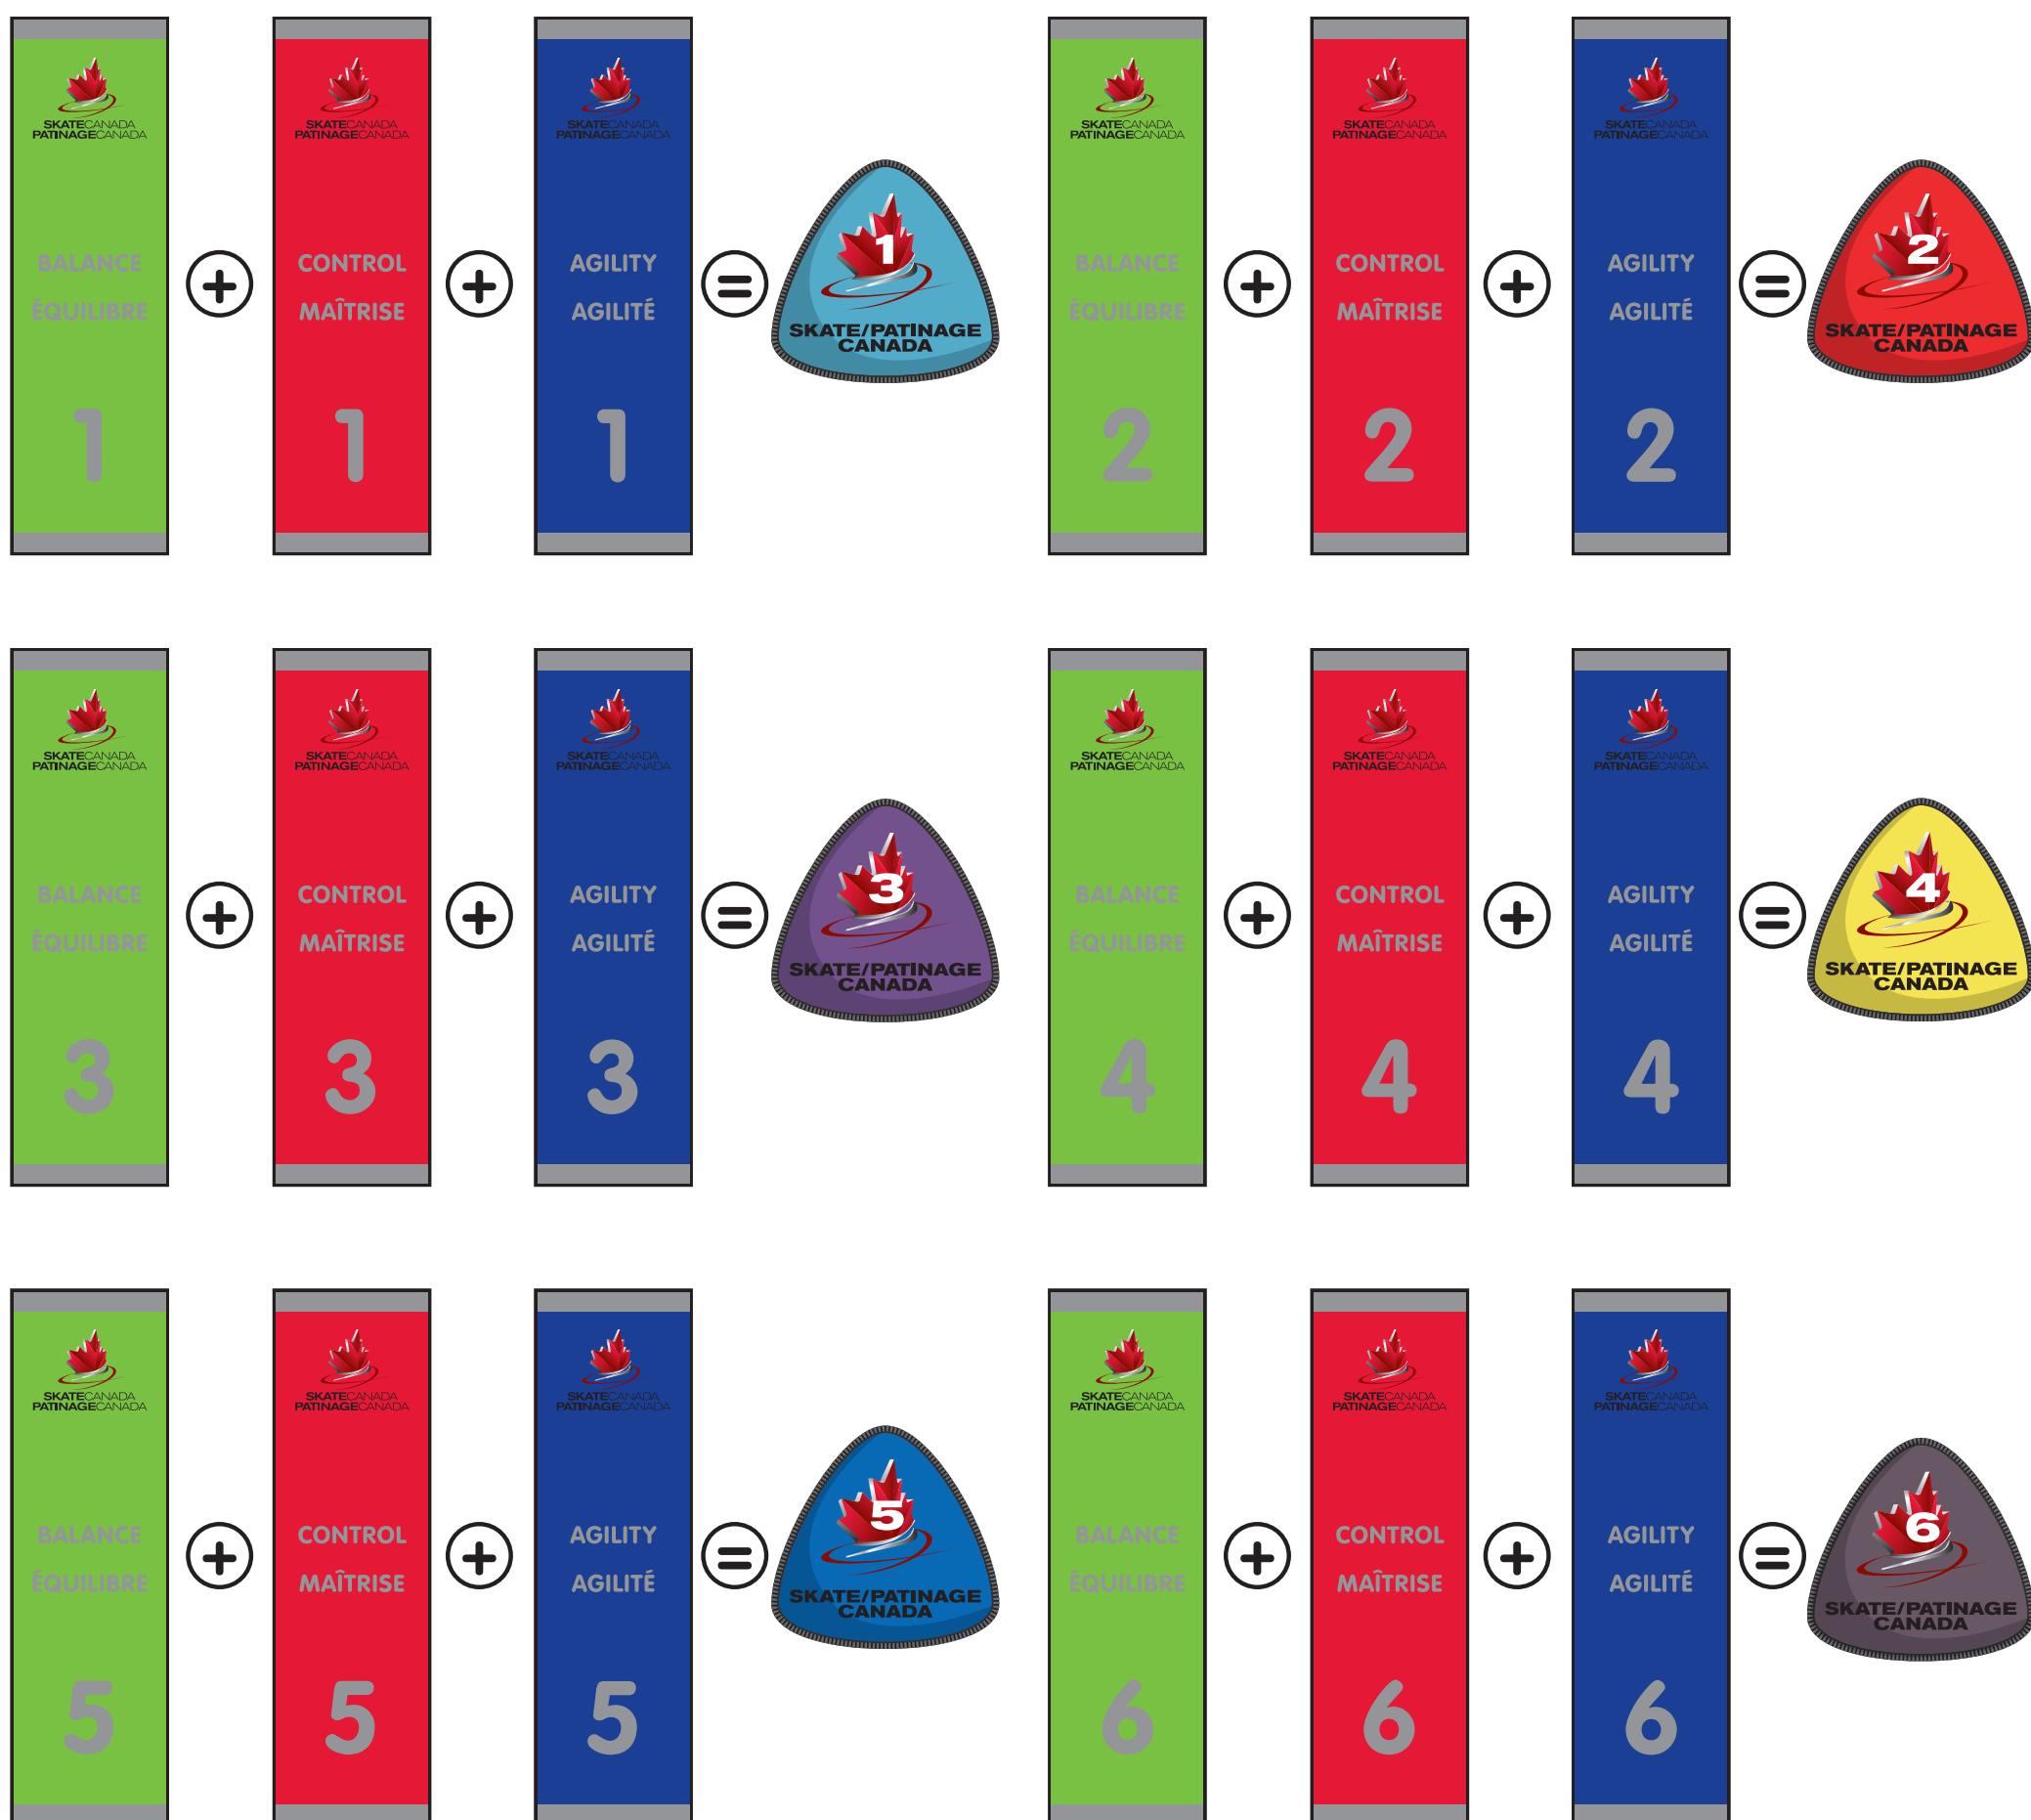 SKATECANADA
PATINAGECANADA
BALANCE
ÉQUILIBRE
1
+
SKATECANADA
PATINAGECANADA
CONTROL
MAÎTRISE
1
+
SKATECANADA
PATINAGECANADA
AGILITY
AGILITÉ
1
=
1
SKATE/PATINAGE
CANADA
SKATECANADA
PATINAGECANADA
BALANCE
ÉQUILIBRE
2
+
SKATECANADA
PATINAGECANADA
CONTROL
MAÎTRISE
2
+
SKATECANADA
PATINAGECANADA
AGILITY
AGILITÉ
2
=
2
SKATE/PATINAGE
CANADA
SKATECANADA
PATINAGECANADA
BALANCE
ÉQUILIBRE
3
+
SKATECANADA
PATINAGECANADA
CONTROL
MAÎTRISE
3
+
SKATECANADA
PATINAGECANADA
AGILITY
AGILITÉ
3
=
3
SKATE/PATINAGE
CANADA
SKATECANADA
PATINAGECANADA
BALANCE
ÉQUILIBRE
4
+
SKATECANADA
PATINAGECANADA
CONTROL
MAÎTRISE
4
+
SKATECANADA
PATINAGECANADA
AGILITY
AGILITÉ
4
=
4
SKATE/PATINAGE
CANADA
SKATECANADA
PATINAGECANADA
BALANCE
ÉQUILIBRE
5
+
SKATECANADA
PATINAGECANADA
CONTROL
MAÎTRISE
5
+
SKATECANADA
PATINAGECANADA
AGILITY
AGILITÉ
5
=
5
SKATE/PATINAGE
CANADA
SKATECANADA
PATINAGECANADA
BALANCE
ÉQUILIBRE
6
+
SKATECANADA
PATINAGECANADA
CONTROL
MAÎTRISE
6
+
SKATECANADA
PATINAGECANADA
AGILITY
AGILITÉ
6
=
6
SKATE/PATINAGE
CANADA